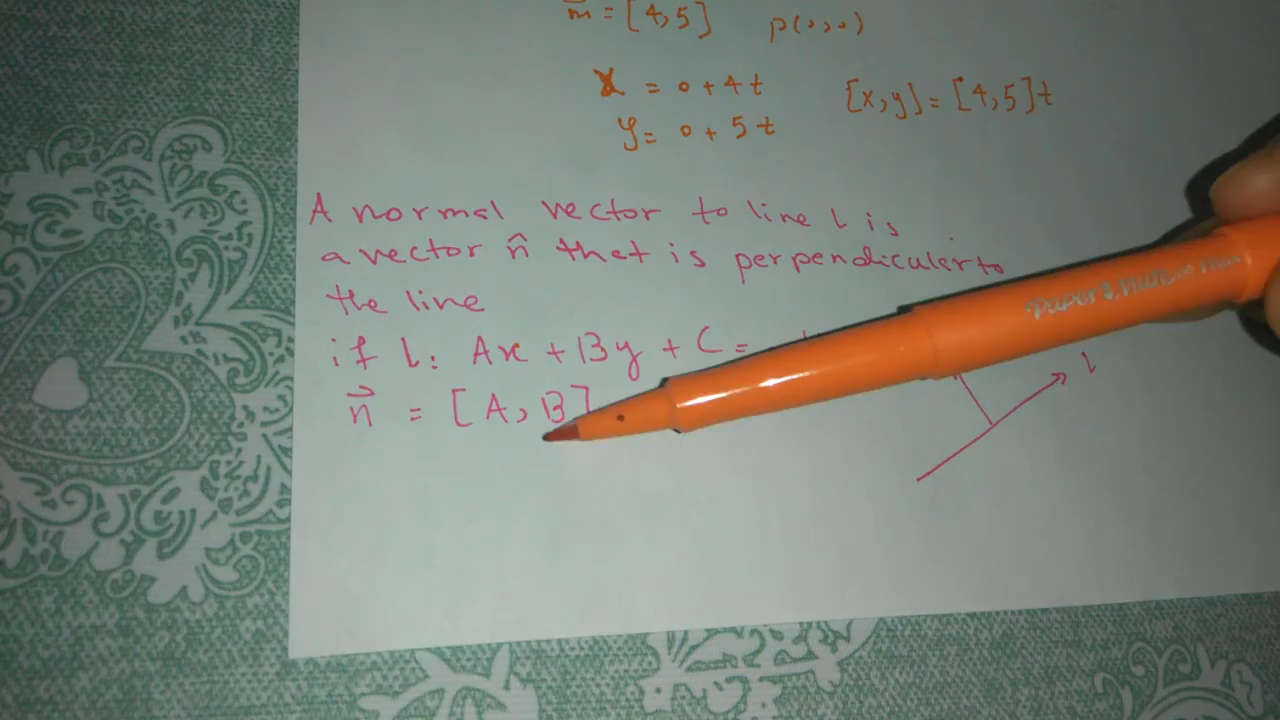 m = [4,5] p(0,0)
x = 0 + 4t [x,y] = [4,5]t
y = 0 + 5t
A normal vector to line l is
a vector n̂ that is perpendiculer to
the line
if l: Ax + By + C =
n⃗ = [A, B]
l
Paper Mate